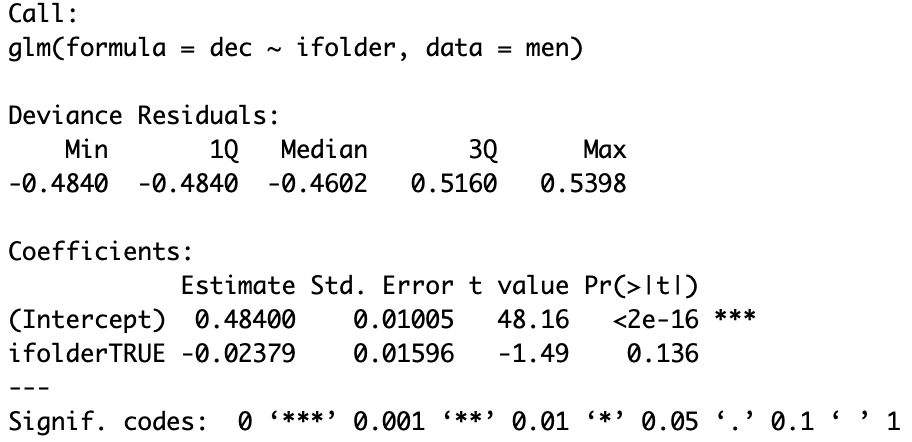 Call:
glm(formula = dec ~ ifolder, data = men)

Deviance Residuals:
    Min       1Q   Median       3Q      Max
-0.4840  -0.4840  -0.4602   0.5160   0.5398

Coefficients:
            Estimate Std. Error t value Pr(>|t|)
(Intercept)  0.48400    0.01005   48.16   <2e-16 ***
ifolderTRUE -0.02379    0.01596   -1.49    0.136
---
Signif. codes:  0 ‘***’ 0.001 ‘**’ 0.01 ‘*’ 0.05 ‘.’ 0.1 ‘ ’ 1